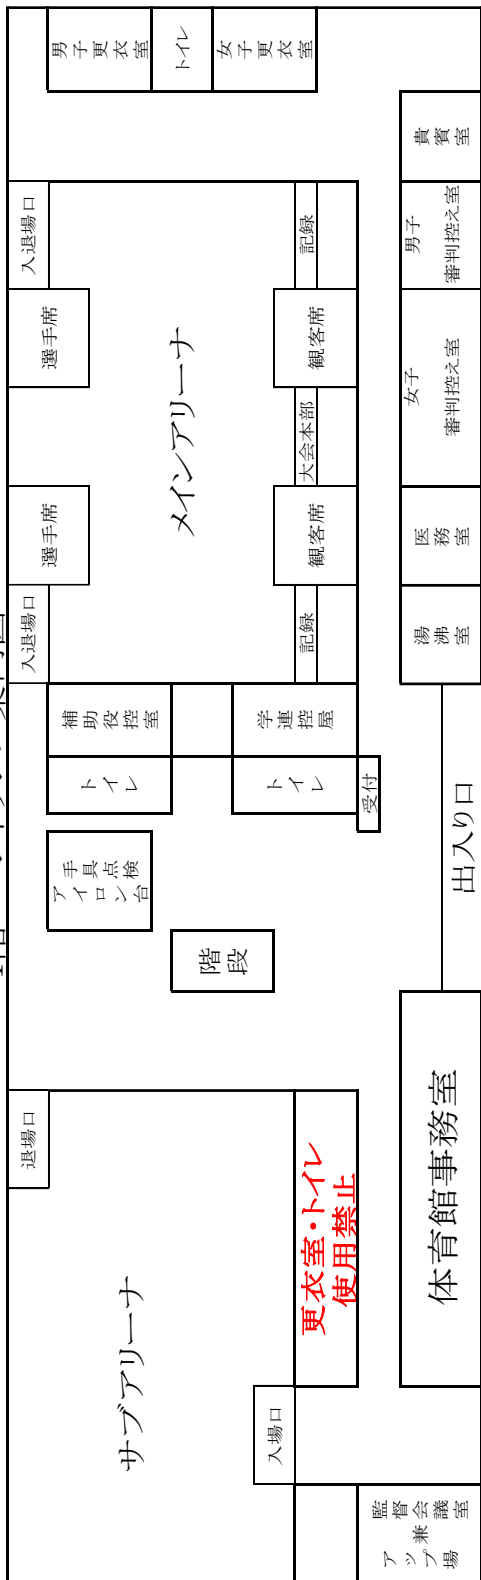 男子更衣室
トイレ
女子更衣室
貴賓室
入退場口
記録
男子
審判控え室
選手席
観客席
メインアリーナ
大会本部
女子
審判控え室
選手席
観客席
医務室
入退場口
記録
湯沸室
補助役控室
学連控屋
トイレ
トイレ
受付
手具点検
アイロン台
階段
出入り口
退場口
サブアリーナ
更衣室・トイレ
使用禁止
体育館事務室
入場口
監督会議室
兼
アップ場